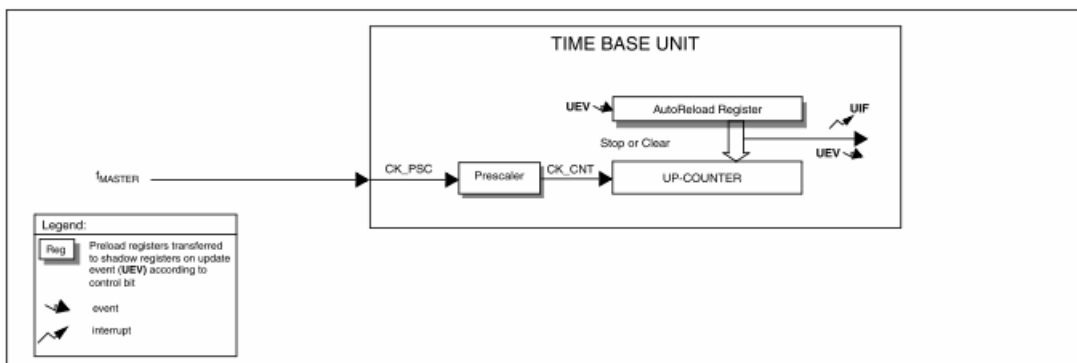 TIME BASE UNIT
UEV
AutoReload Register
UIF
Stop or Clear
UEV
fMASTER
CK_PSC
Prescaler
CK_CNT
UP-COUNTER
Legend:
Reg
Preload registers transferred
to shadow registers on update
event (UEV) according to
control bit
event
interrupt